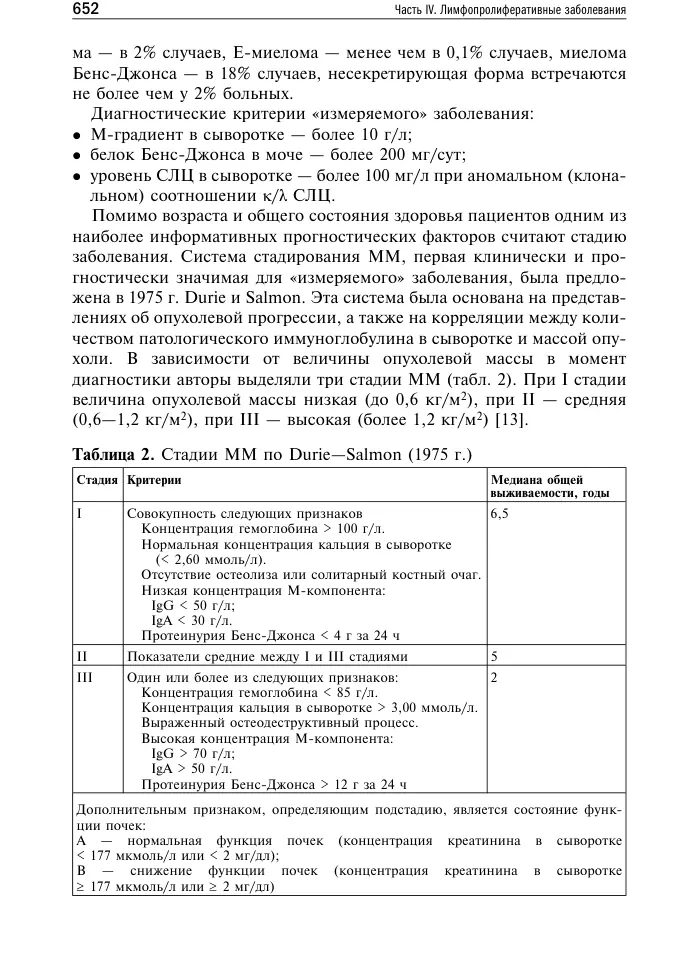 652
Часть IV. Лимфопролиферативные заболевания
ма — в 2% случаев, Е-миелома — менее чем в 0,1% случаев, миелома
Бенс-Джонса — в 18% случаев, несекретирующая форма встречаются
не более чем у 2% больных.
Диагностические критерии «измеряемого» заболевания:
● М-градиент в сыворотке — более 10 г/л;
● белок Бенс-Джонса в моче — более 200 мг/сут;
● уровень СЛЦ в сыворотке — более 100 мг/л при аномальном (клона-
льном) соотношении κ/λ СЛЦ.
Помимо возраста и общего состояния здоровья пациентов одним из
наиболее информативных прогностических факторов считают стадию
заболевания. Система стадирования ММ, первая клинически и про-
гностически значимая для «измеряемого» заболевания, была предло-
жена в 1975 г. Durie и Salmon. Эта система была основана на представ-
лениях об опухолевой прогрессии, а также на корреляции между коли-
чеством патологического иммуноглобулина в сыворотке и массой опу-
холи. В зависимости от величины опухолевой массы в момент
диагностики авторы выделяли три стадии ММ (табл. 2). При I стадии
величина опухолевой массы низкая (до 0,6 кг/м²), при II — средняя
(0,6—1,2 кг/м²), при III — высокая (более 1,2 кг/м²) [13].
Таблица 2. Стадии ММ по Durie—Salmon (1975 г.)
Стадия Критерии Медиана общей
выживаемости, годы
I Совокупность следующих признаков 6,5
Концентрация гемоглобина > 100 г/л.
Нормальная концентрация кальция в сыворотке
(< 2,60 ммоль/л).
Отсутствие остеолиза или солитарный костный очаг.
Низкая концентрация М-компонента:
IgG < 50 г/л;
IgA < 30 г/л.
Протеинурия Бенс-Джонса < 4 г за 24 ч
II Показатели средние между I и III стадиями 5
III Один или более из следующих признаков: 2
Концентрация гемоглобина < 85 г/л.
Концентрация кальция в сыворотке > 3,00 ммоль/л.
Выраженный остеодеструктивный процесс.
Высокая концентрация М-компонента:
IgG > 70 г/л;
IgA > 50 г/л.
Протеинурия Бенс-Джонса > 12 г за 24 ч
Дополнительным признаком, определяющим подстадию, является состояние функ-
ции почек:
А — нормальная функция почек (концентрация креатинина в сыворотке
< 177 мкмоль/л или < 2 мг/дл);
В — снижение функции почек (концентрация креатинина в сыворотке
≥ 177 мкмоль/л или ≥ 2 мг/дл)